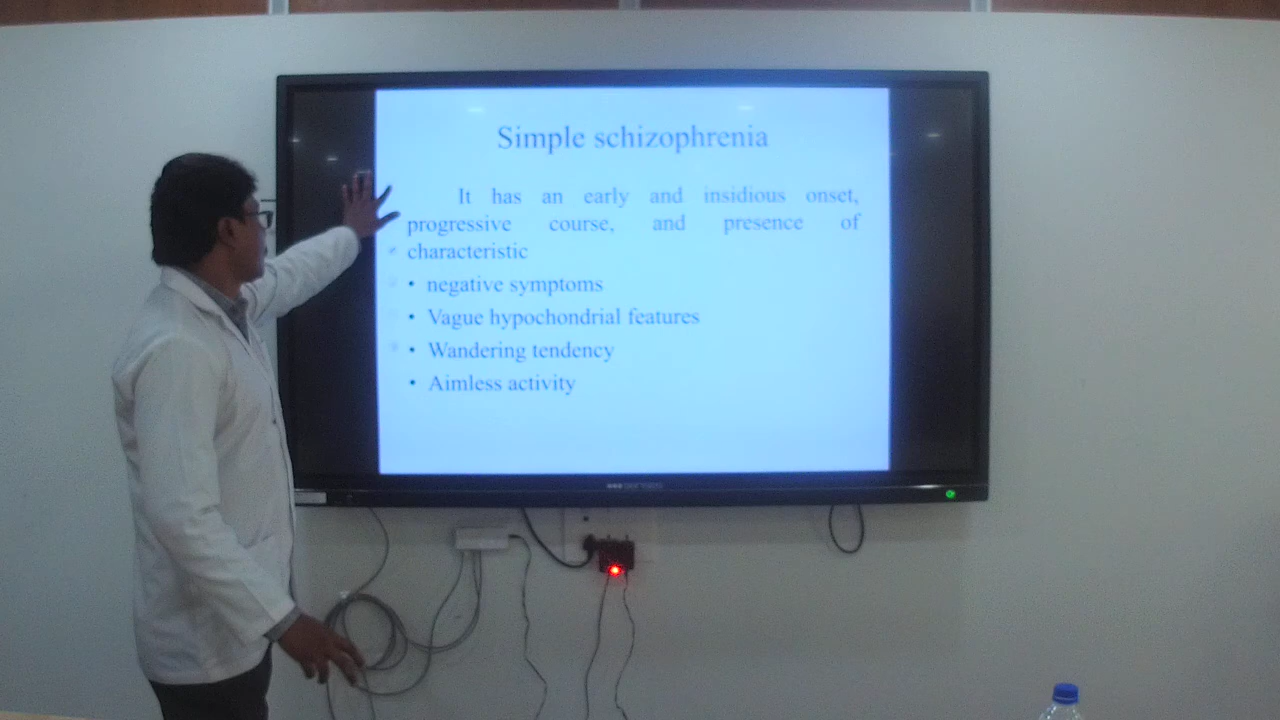 Simple schizophrenia
It has an early and insidious onset,
progressive course, and presence of
characteristic
• negative symptoms
• Vague hypochondrial features
• Wandering tendency
• Aimless activity